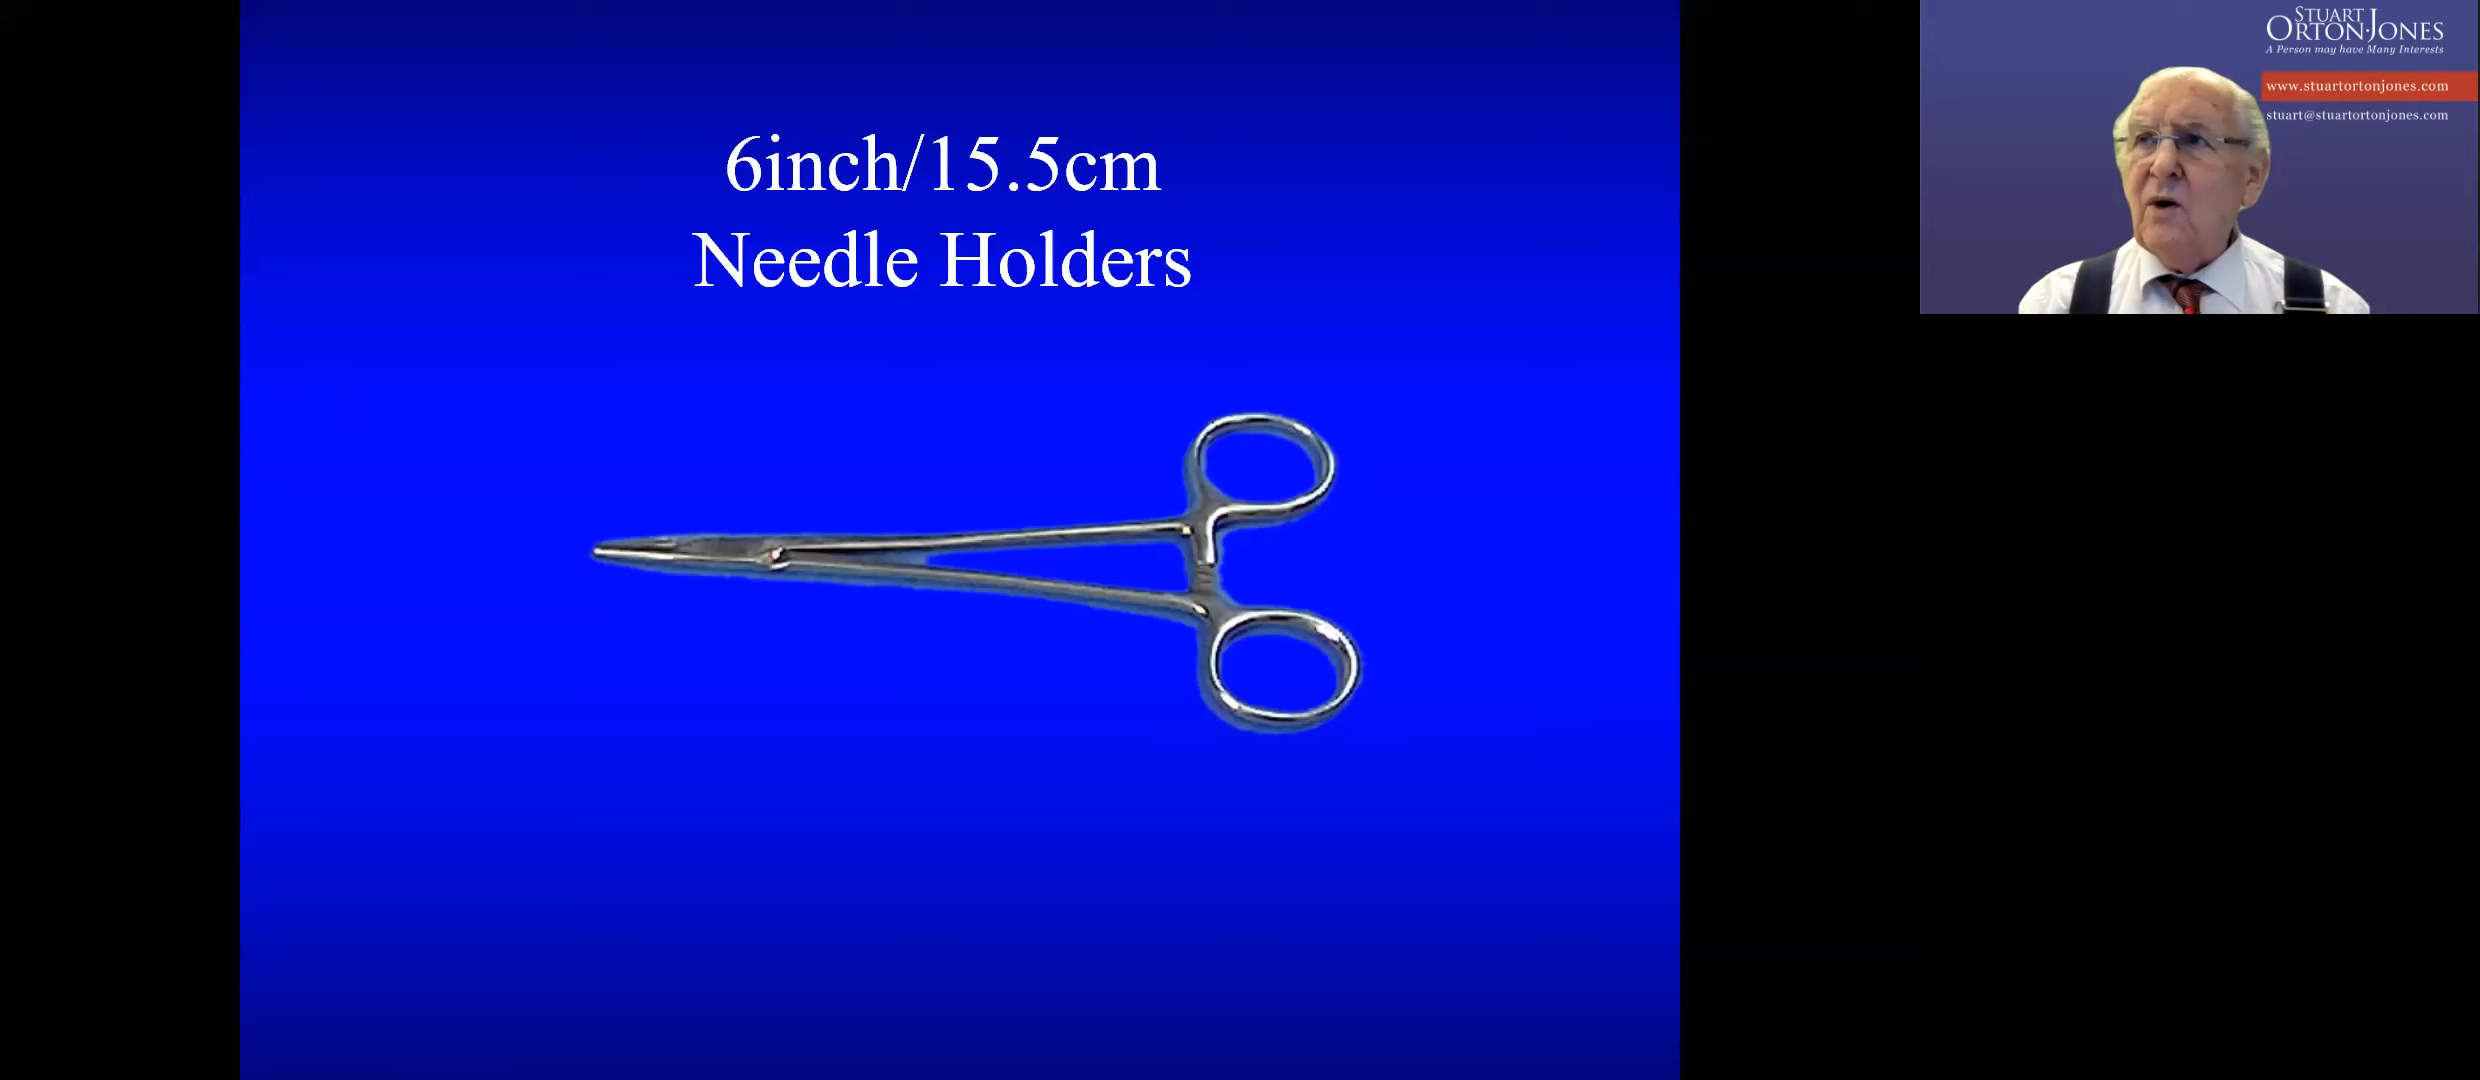 6inch/15.5cm
Needle Holders
STUART
ORTON·JONES
A Person may have Many Interests
www.stuartortonjones.com
stuart@stuartortonjones.com